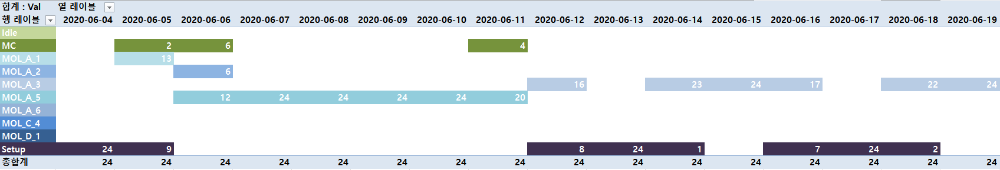 합계 : Val 열 레이블
행 레이블 2020-06-04 2020-06-05 2020-06-06 2020-06-07 2020-06-08 2020-06-09 2020-06-10 2020-06-11 2020-06-12 2020-06-13 2020-06-14 2020-06-15 2020-06-16 2020-06-17 2020-06-18 2020-06-19
Idle
MC 2 6 4
MOL_A_1 13
MOL_A_2 6
MOL_A_3 16 23 24 17 22 24
MOL_A_5 12 24 24 24 24 20
MOL_A_6
MOL_C_4
MOL_D_1
Setup 24 9 8 24 1 7 24 2
총합계 24 24 24 24 24 24 24 24 24 24 24 24 24 24 24 24